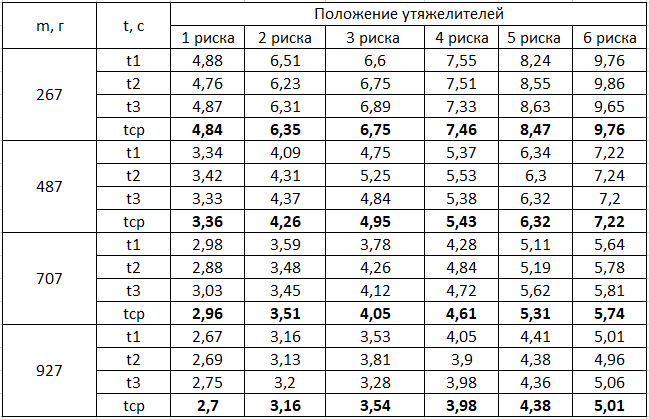 m, г t, с Положение утяжелителей
1 риска 2 риска 3 риска 4 риска 5 риска 6 риска
267 t1 4,88 6,51 6,6 7,55 8,24 9,76
t2 4,76 6,23 6,75 7,51 8,55 9,86
t3 4,87 6,31 6,89 7,33 8,63 9,65
tср 4,84 6,35 6,75 7,46 8,47 9,76
487 t1 3,34 4,09 4,75 5,37 6,34 7,22
t2 3,42 4,31 5,25 5,53 6,3 7,24
t3 3,33 4,37 4,84 5,38 6,32 7,2
tср 3,36 4,26 4,95 5,43 6,32 7,22
707 t1 2,98 3,59 3,78 4,28 5,11 5,64
t2 2,88 3,48 4,26 4,84 5,19 5,78
t3 3,03 3,45 4,12 4,72 5,62 5,81
tср 2,96 3,51 4,05 4,61 5,31 5,74
927 t1 2,67 3,16 3,53 4,05 4,41 5,01
t2 2,69 3,13 3,81 3,9 4,38 4,96
t3 2,75 3,2 3,28 3,98 4,36 5,06
tср 2,7 3,16 3,54 3,98 4,38 5,01